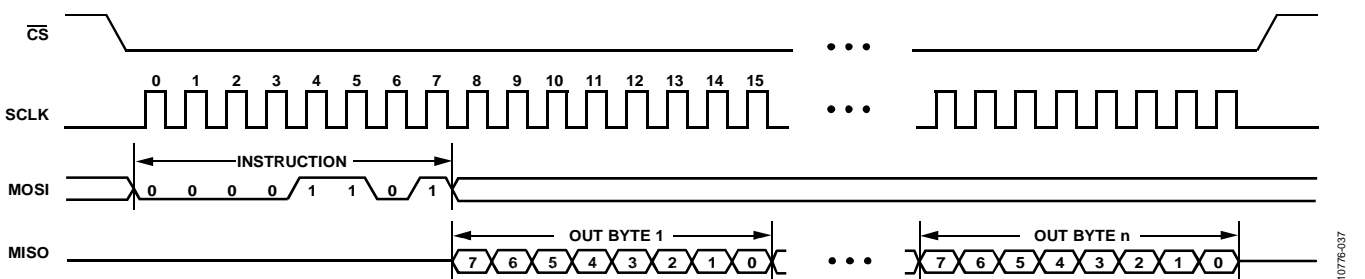 CS
0 1 2 3 4 5 6 7 8 9 10 11 12 13 14 15
SCLK
INSTRUCTION
MOSI 0 0 0 0 1 1 0 1
OUT BYTE 1 OUT BYTE n
MISO 7 6 5 4 3 2 1 0 7 6 5 4 3 2 1 0
10776-037